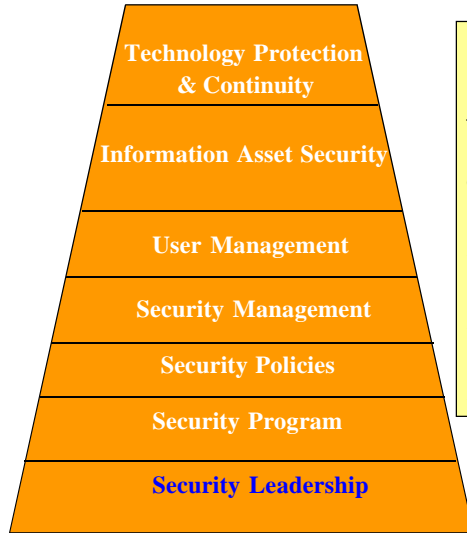 Technology Protection
& Continuity
Information Asset Security
User Management
Security Management
Security Policies
Security Program
Security Leadership